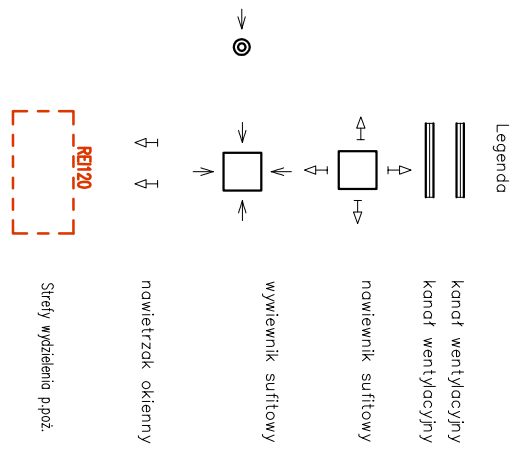 Legenda
kanał wentylacyjny
kanał wentylacyjny
nawiewnik sufitowy
wywiewnik sufitowy
nawietrzak okienny
REI120
Strefy wydzielenia p.poż.